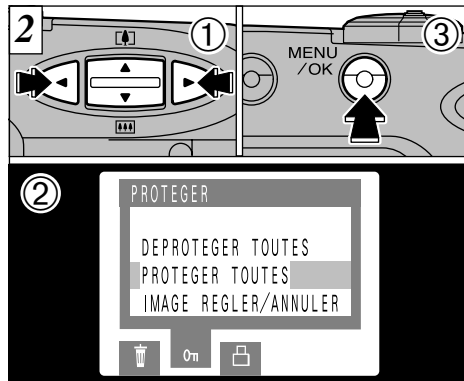 2
①
MENU
/OK
③
②
PROTEGER
DEPROTEGER TOUTES
PROTEGER TOUTES
IMAGE REGLER/ANNULER